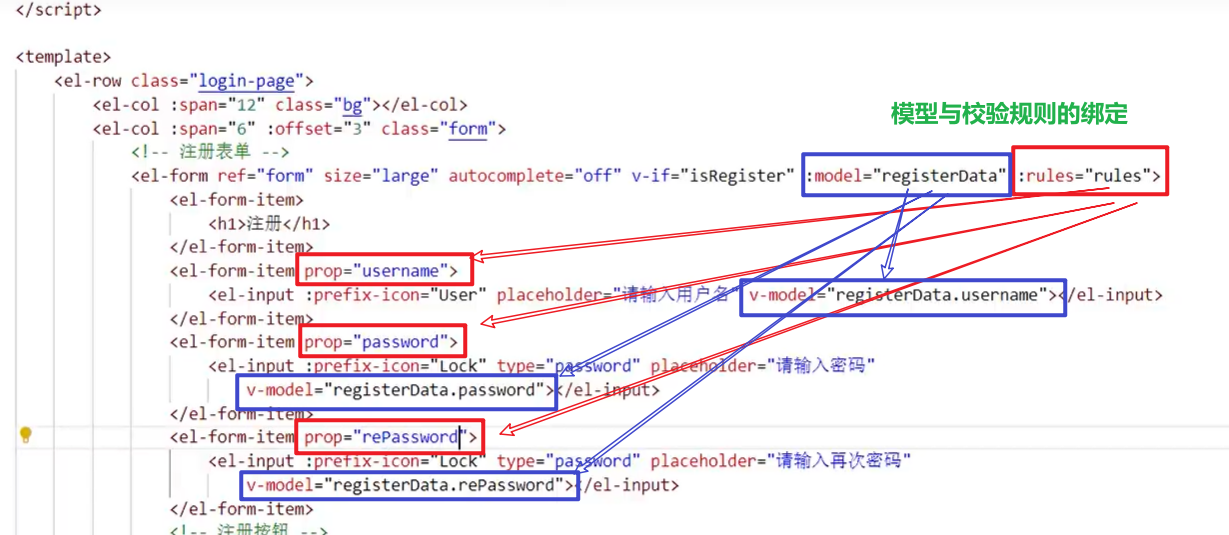 </script>
<template>
<el-row class="login-page">
<el-col :span="12" class="bg"></el-col>
<el-col :span="6" :offset="3" class="form">
模型与校验规则的绑定
<!-- 注册表单 -->
<el-form ref="form" size="large" autocomplete="off" v-if="isRegister" :model="registerData" :rules="rules">
<el-form-item>
<h1>注册</h1>
</el-form-item>
<el-form-item prop="username">
<el-input :prefix-icon="User" placeholder="请输入用户名" v-model="registerData.username"></el-input>
</el-form-item>
<el-form-item prop="password">
<el-input :prefix-icon="Lock" type="password" placeholder="请输入密码"
v-model="registerData.password"></el-input>
</el-form-item>
<el-form-item prop="rePassword">
<el-input :prefix-icon="Lock" type="password" placeholder="请输入再次密码"
v-model="registerData.rePassword"></el-input>
</el-form-item>
<!-- 注册按钮 -->